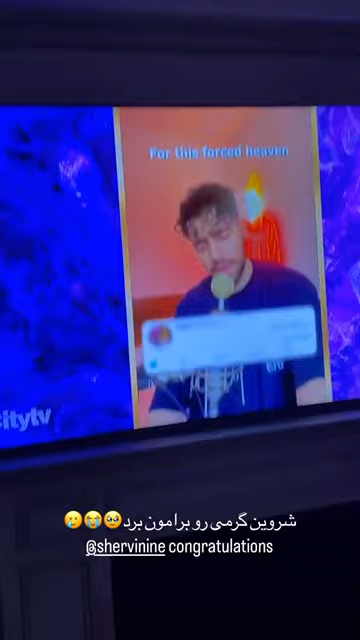 For this forced heaven
citytv
شروین گرمی رو برامون برد🥹😭🥲
@shervinine congratulations